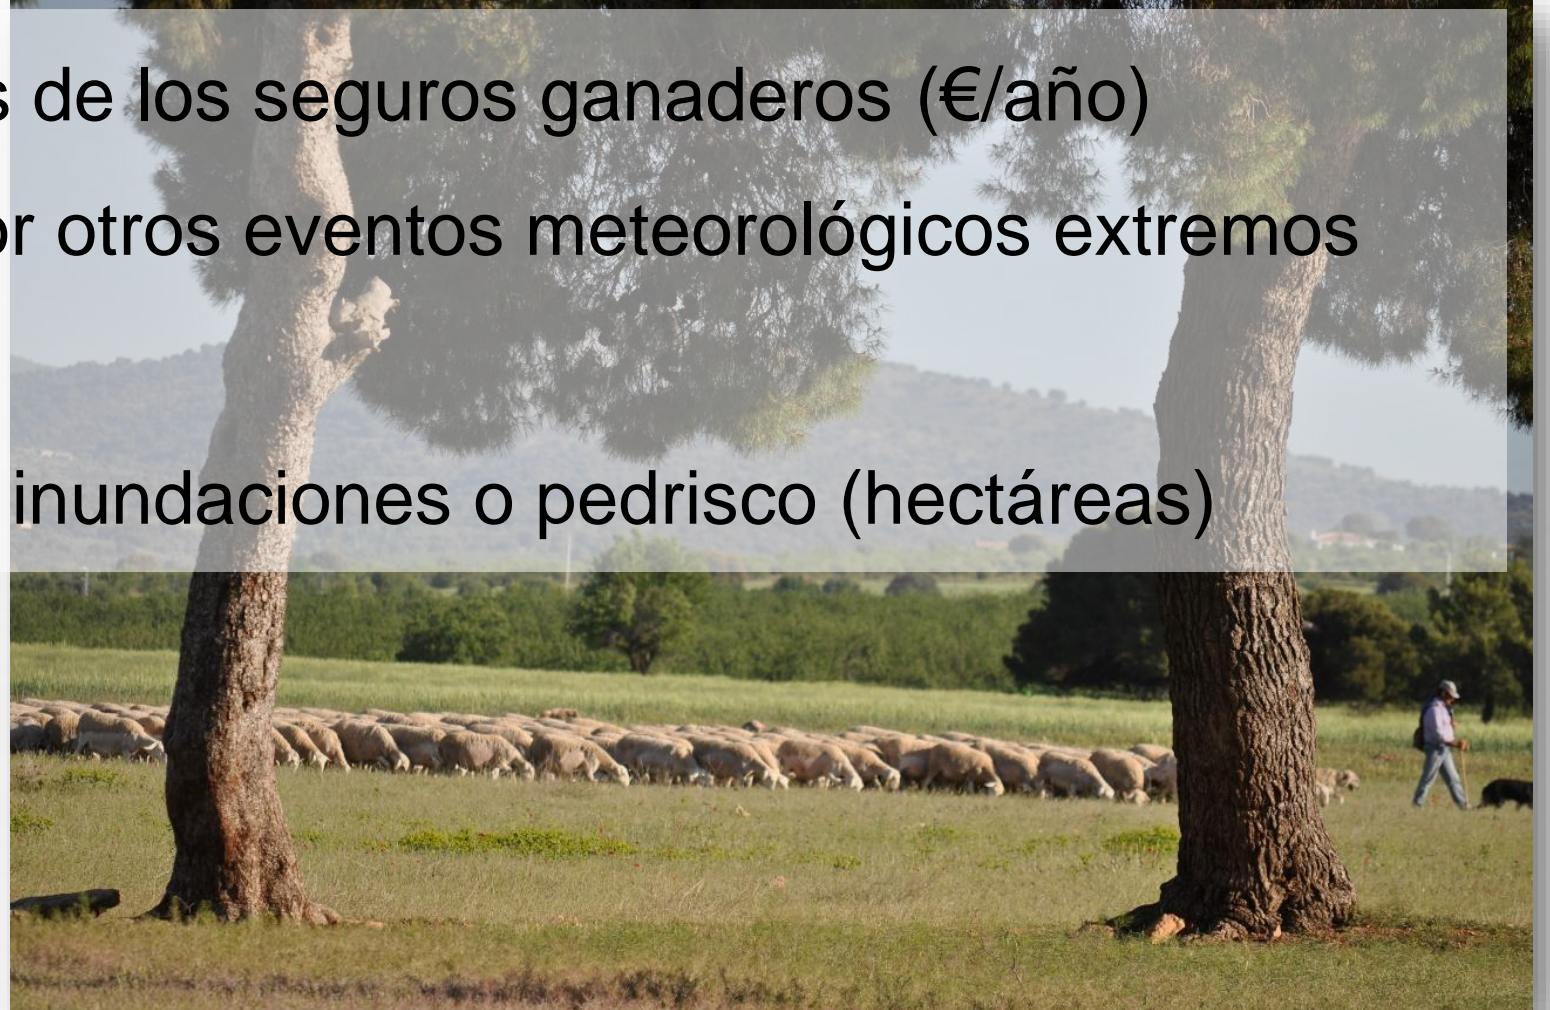 de los seguros ganaderos (€/año)
otros eventos meteorológicos extremos
inundaciones o pedrisco (hectáreas)